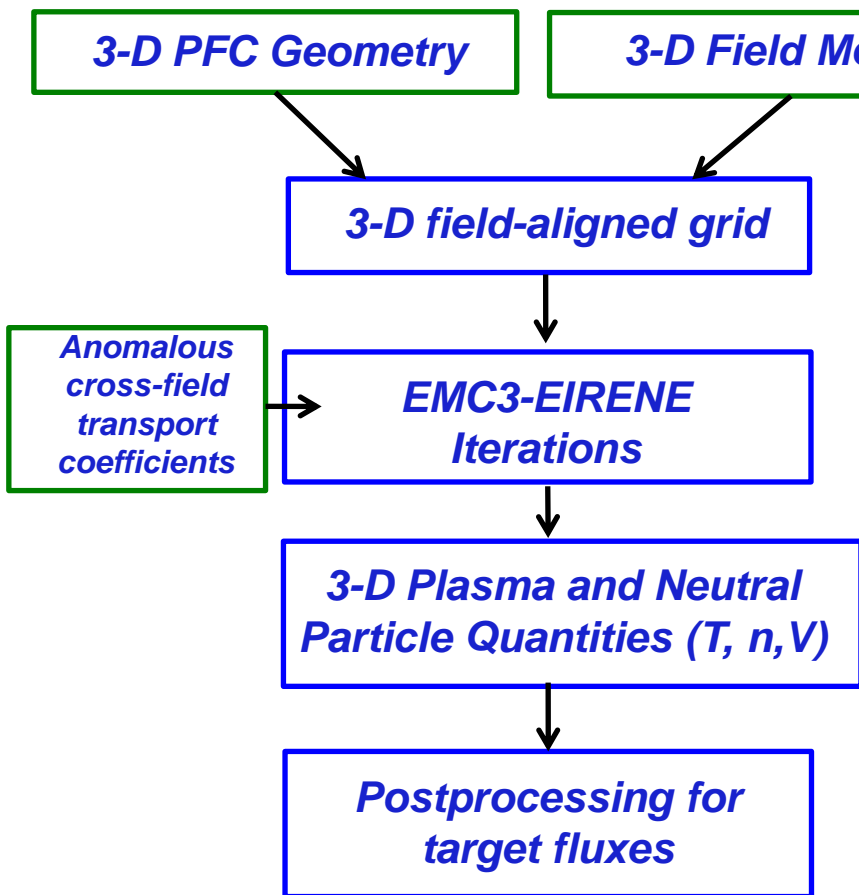 3-D PFC Geometry
3-D Field
3-D field-aligned grid
Anomalous
cross-field
transport
coefficients
EMC3-EIRENE
Iterations
3-D Plasma and Neutral
Particle Quantities (T, n,V)
Postprocessing for
target fluxes